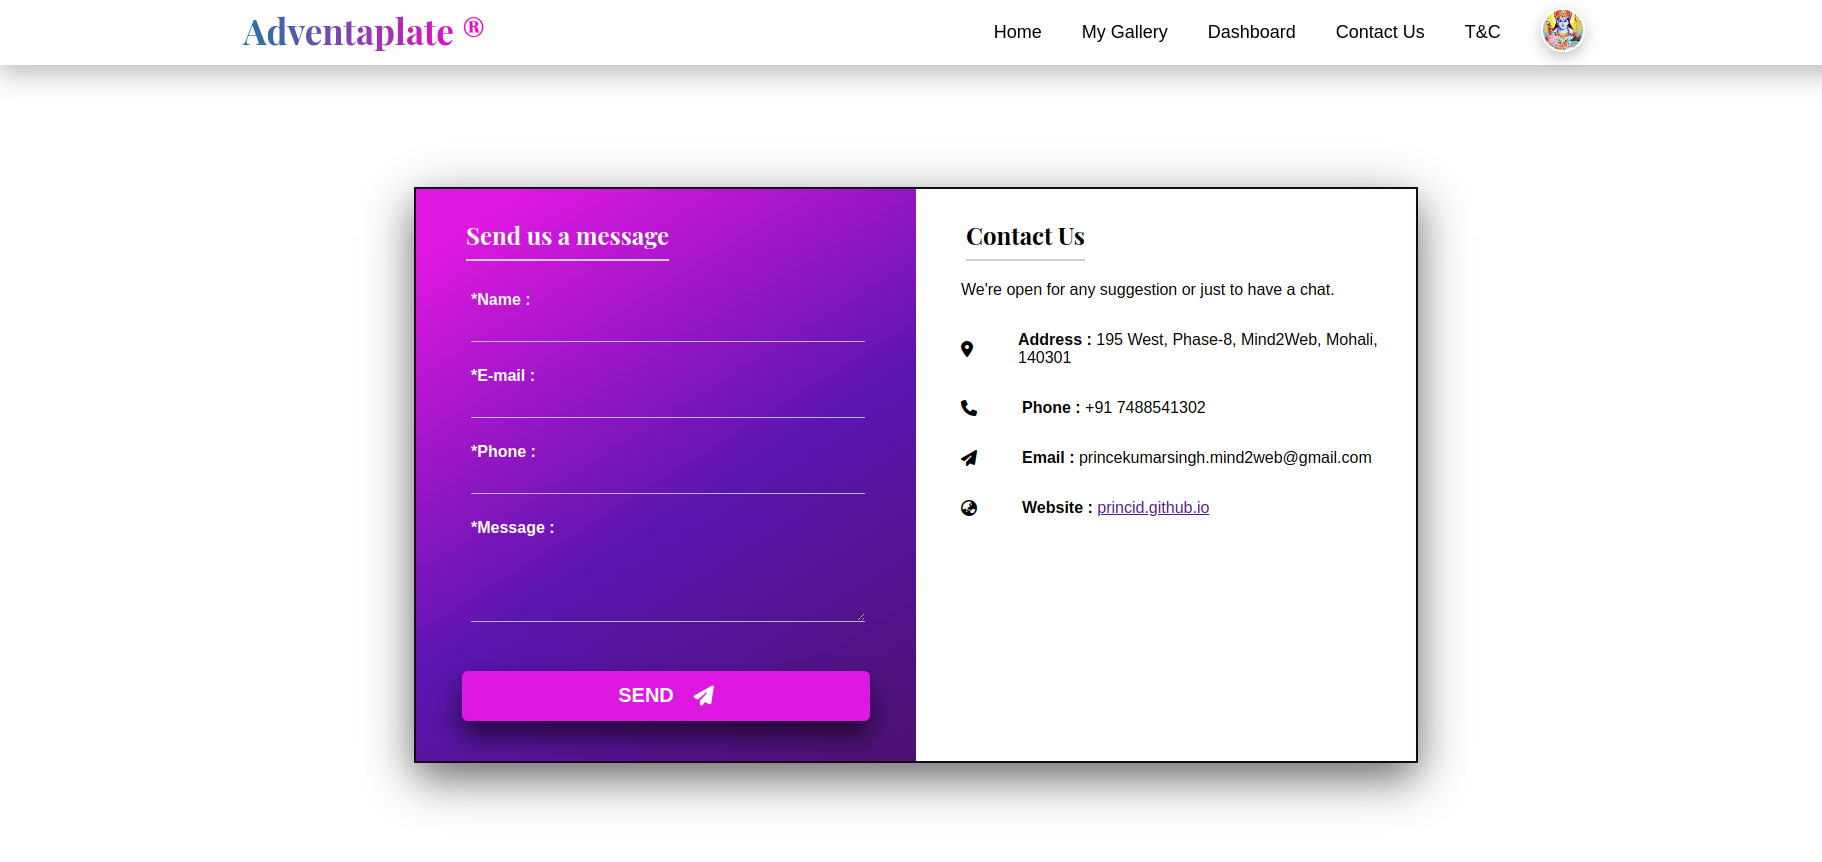 Adventaplate ®
Home My Gallery Dashboard Contact Us T&C
Send us a message
*Name :
*E-mail :
*Phone :
*Message :
SEND
Contact Us
We're open for any suggestion or just to have a chat.
Address : 195 West, Phase-8, Mind2Web, Mohali,
140301
Phone : +91 7488541302
Email : princekumarsingh.mind2web@gmail.com
Website : princid.github.io